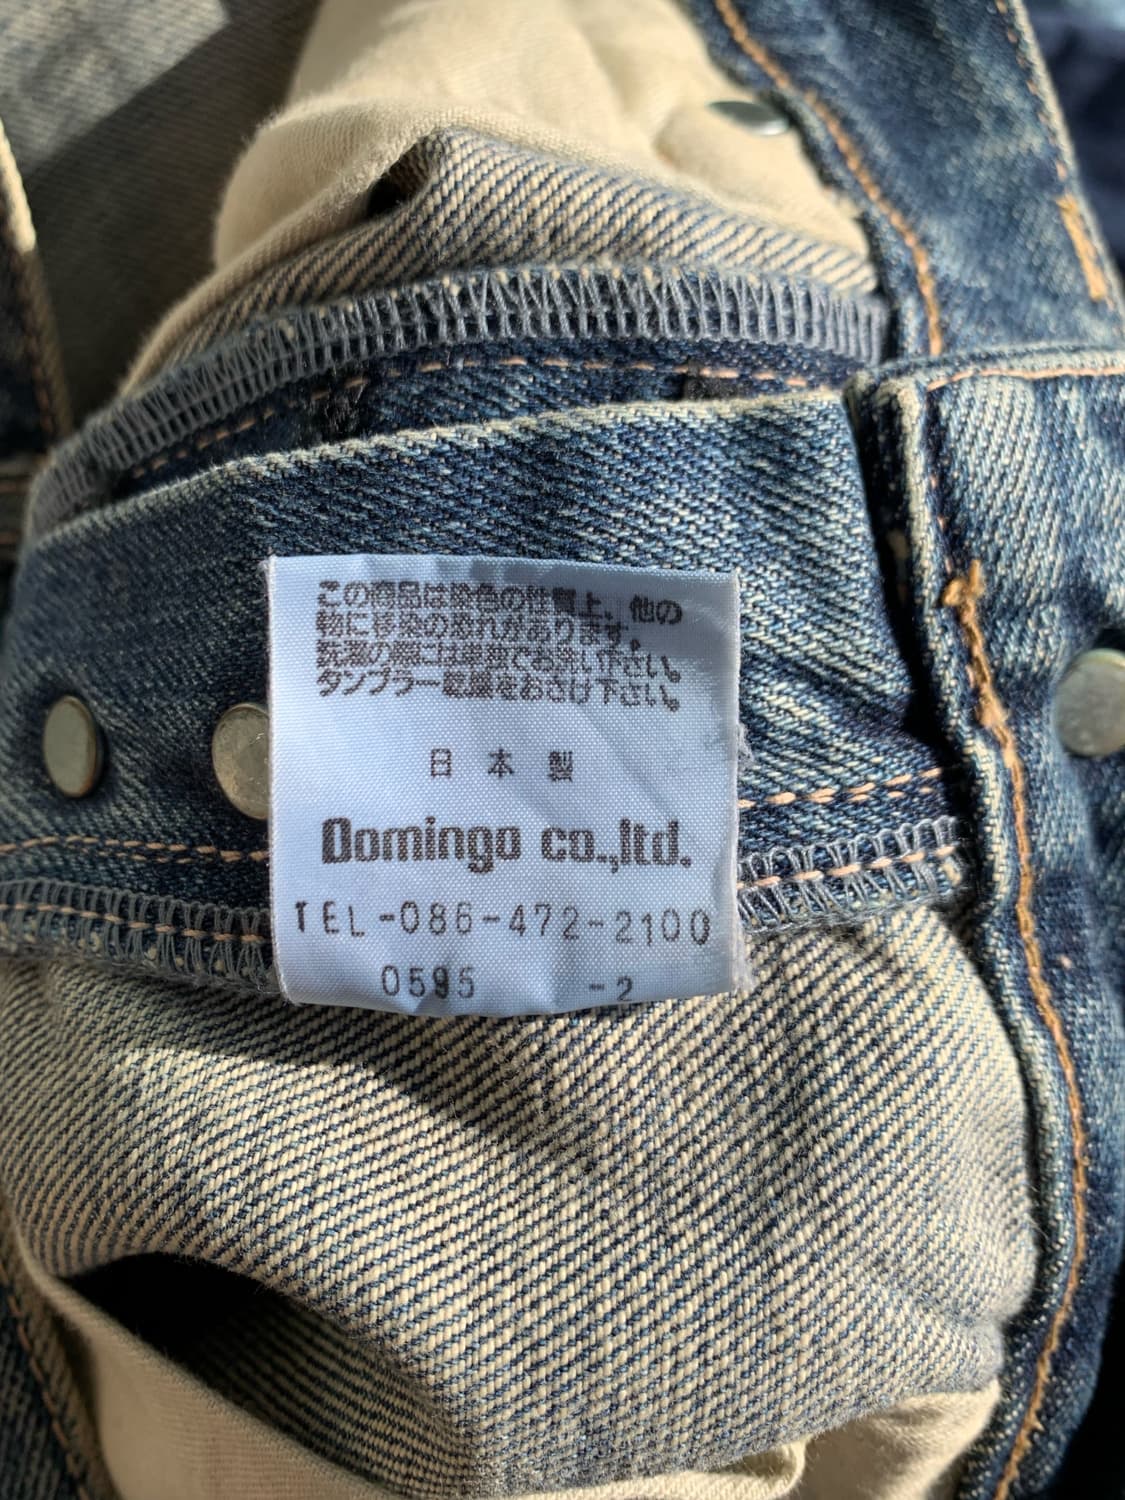 この商品は染色の性質上、他の
物に移染の恐れがあります。
洗濯の際には単独でお洗い下さい。
タンブラー乾燥をおさけ下さい。
日本製
Domingo co.,ltd.
TEL-086-472-2100
0595 -2